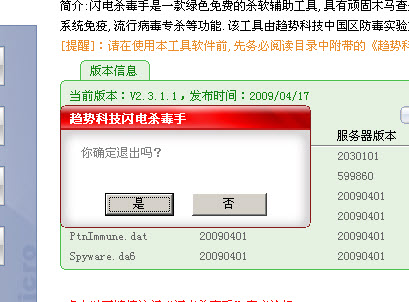 简介:闪电杀毒手是一款绿色免费的杀软辅助工具,具有顽固木马查
系统免疫,流行病毒专杀等功能.该工具由趋势科技中国区防毒实验
[提醒]：请在使用本工具软件前,先务必阅读目录中附带的《趋势科
版本信息
当前版本：V2.3.1.1，发布时间：2009/04/17
趋势科技闪电杀毒手
服务器版本
你确定退出吗？
2030101
599860
是 否
20090401
20090401
PtnImmune.dat 20090401 20090401
Spyware.da6 20090401 20090401
icro